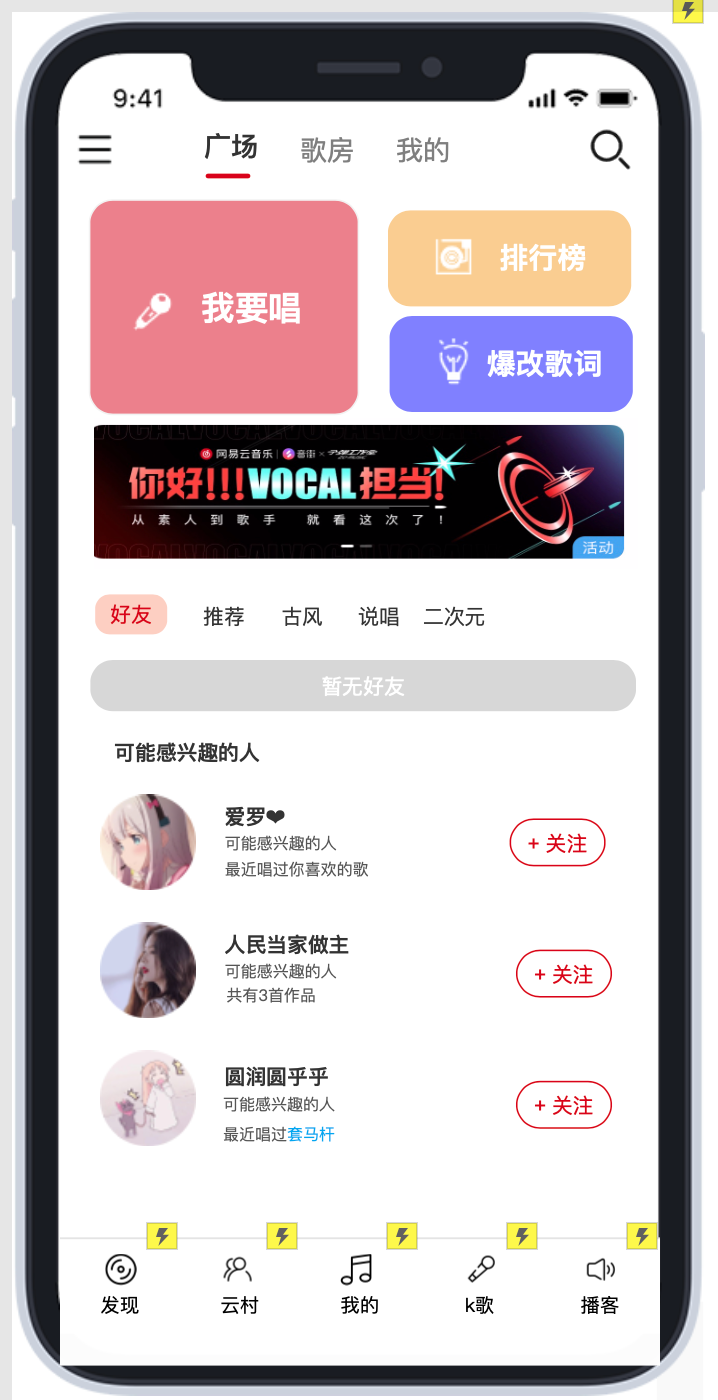 9:41
广场 歌房 我的
我要唱
排行榜
爆改歌词
网易云音乐 音街 ×
你好!!!VOCAL担当!
从素人到歌手 就看这次了!
活动
好友 推荐 古风 说唱 二次元
暂无好友
可能感兴趣的人
爱罗❤
可能感兴趣的人
最近唱过你喜欢的歌
+ 关注
人民当家做主
可能感兴趣的人
共有3首作品
+ 关注
圆润圆乎乎
可能感兴趣的人
最近唱过套马杆
+ 关注
发现 云村 我的 k歌 播客